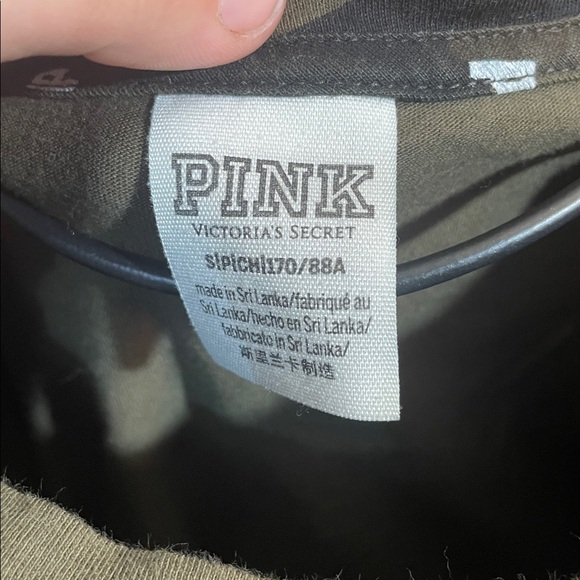 PINK
VICTORIA'S SECRET
S|P|CH|170/88A
made in Sri Lanka/fabriqué au
Sri Lanka/hecho en Sri Lanka/
fabbricato in Sri Lanka/
斯里兰卡制造